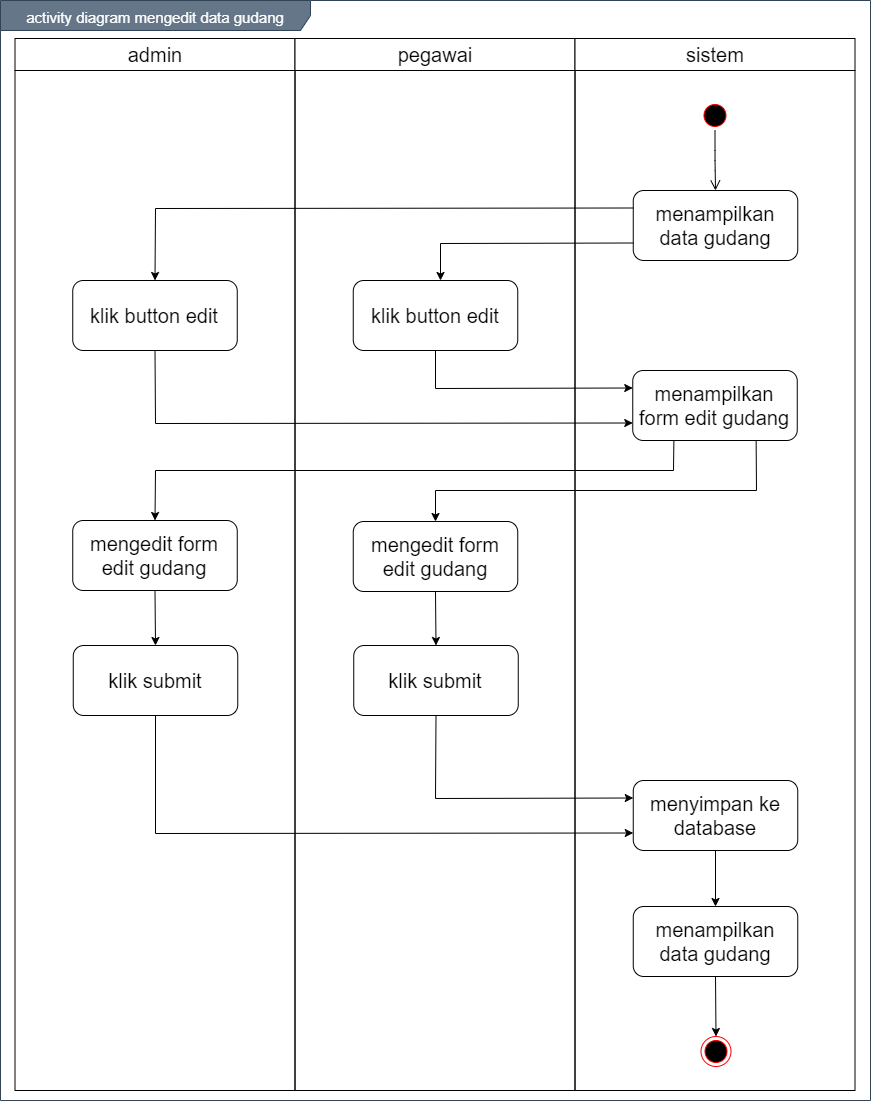 activity diagram mengedit data gudang
admin
pegawai
sistem
menampilkan
data gudang
klik button edit
klik button edit
menampilkan
form edit gudang
mengedit form
edit gudang
mengedit form
edit gudang
klik submit
klik submit
menyimpan ke
database
menampilkan
data gudang